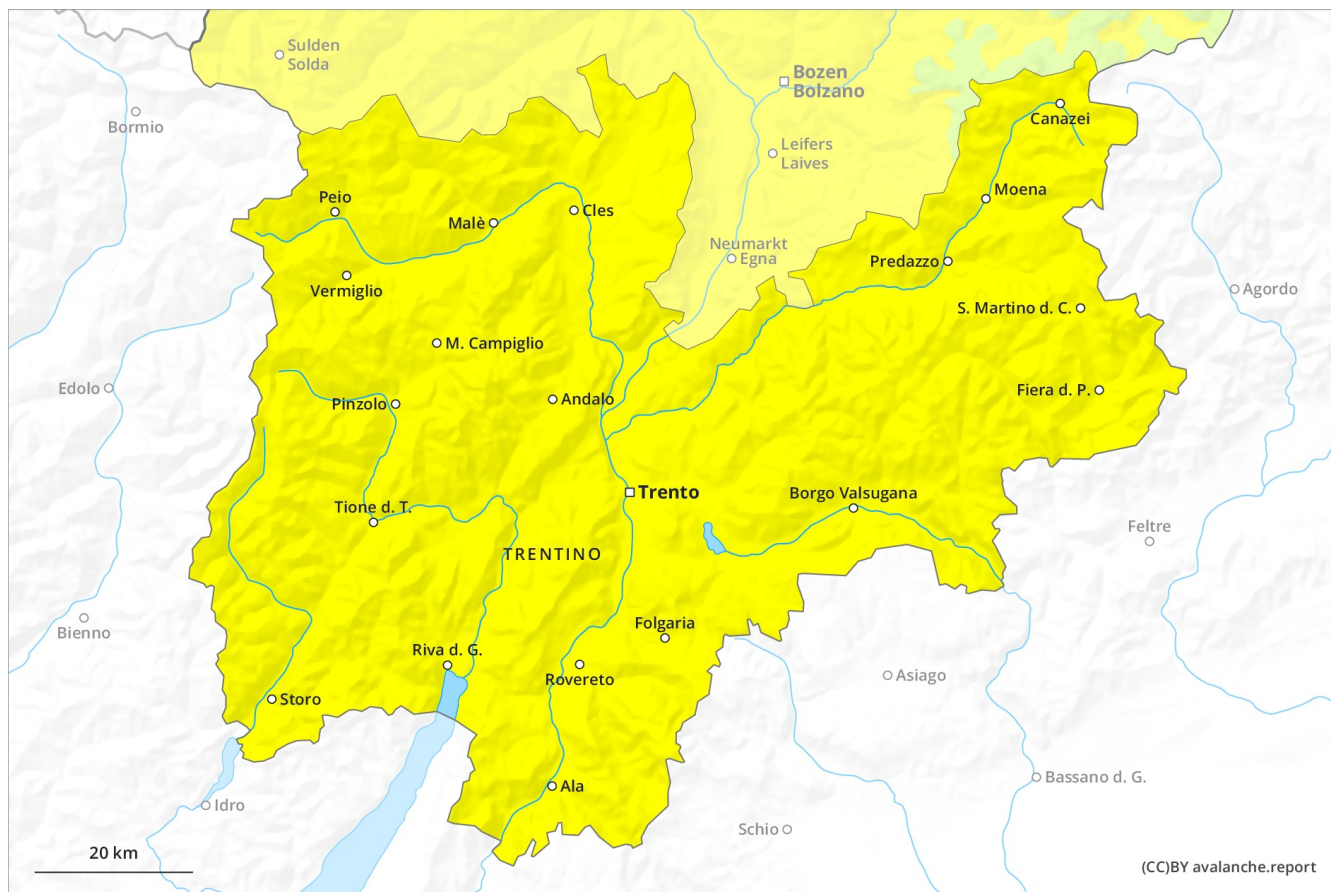 Sulden
Solda
Bozen
Bolzano
Bormio
Canazei
Leifers
Laives
Peio
Malè
Cles
Moena
Neumarkt
Egna
Predazzo
Vermiglio
Agordo
S. Martino d. C.
M. Campiglio
Edolo
Pinzolo
Andalo
Fiera d. P.
Trento
Borgo Valsugana
Tione d. T.
Feltre
TRENTINO
Bienno
Folgaria
Riva d. G.
Rovereto
Asiago
Storo
Bassano d. G.
Ala
Idro
Schio
20 km
(CC)BY avalanche.report